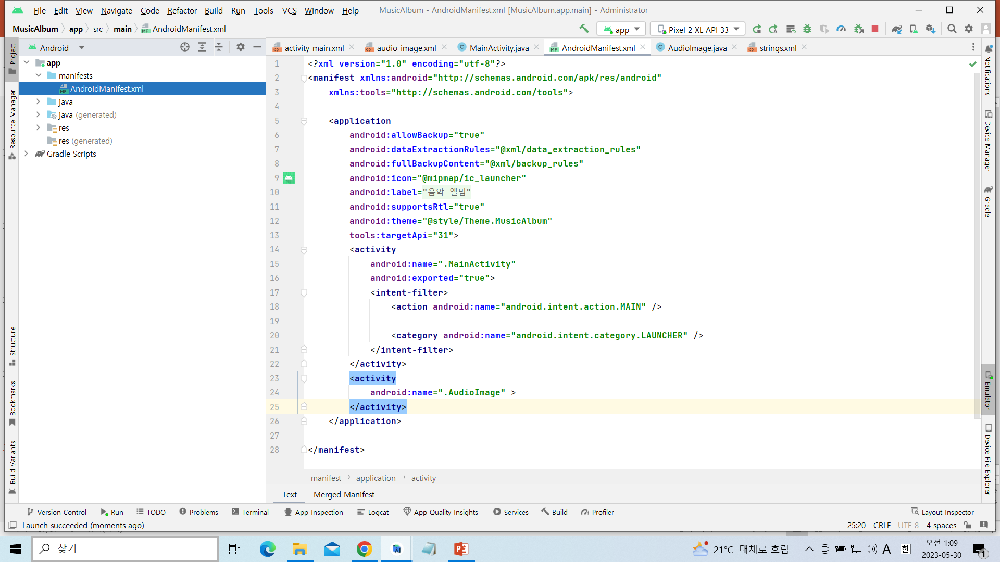 File Edit View Navigate Code Refactor Build Run Tools VCS Window Help MusicAlbum - AndroidManifest.xml [MusicAlbum.app.main] - Administrator
MusicAlbum app src main AndroidManifest.xml app Pixel 2 XL API 33
Android activity_main.xml audio_image.xml MainActivity.java AndroidManifest.xml AudioImage.java strings.xml
Project
Resource Manager
Structure
Bookmarks
Build Variants
app
manifests
AndroidManifest.xml
java
java (generated)
res
res (generated)
Gradle Scripts
1 <?xml version="1.0" encoding="utf-8"?>
2 <manifest xmlns:android="http://schemas.android.com/apk/res/android"
3 xmlns:tools="http://schemas.android.com/tools">
4
5 <application
6 android:allowBackup="true"
7 android:dataExtractionRules="@xml/data_extraction_rules"
8 android:fullBackupContent="@xml/backup_rules"
9 android:icon="@mipmap/ic_launcher"
10 android:label="음악 앨범"
11 android:supportsRtl="true"
12 android:theme="@style/Theme.MusicAlbum"
13 tools:targetApi="31">
14 <activity
15 android:name=".MainActivity"
16 android:exported="true">
17 <intent-filter>
18 <action android:name="android.intent.action.MAIN" />
19
20 <category android:name="android.intent.category.LAUNCHER" />
21 </intent-filter>
22 </activity>
23 <activity
24 android:name=".AudioImage" >
25 </activity>
26 </application>
27
28 </manifest>
Notifications
Device Manager
Gradle
Emulator
Device File Explorer
manifest application activity
Text Merged Manifest
Version Control Run TODO Problems Terminal App Inspection Logcat App Quality Insights Services Build Profiler Layout Inspector
Launch succeeded (moments ago) 25:20 CRLF UTF-8 4 spaces
찾기 21°C 대체로 흐림 A 한 오전 1:09
2023-05-30 1